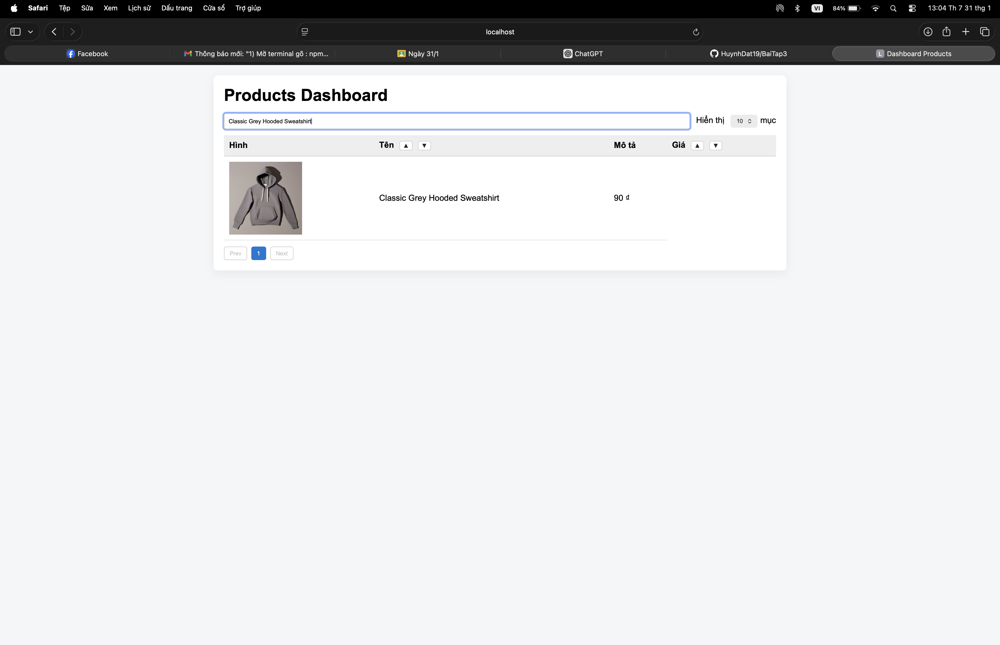 Safari Tệp Sửa Xem Lịch sử Dấu trang Cửa sổ Trợ giúp VI 84% 13:04 Th 7 31 thg 1
localhost
Facebook Thông báo mới: "1) Mở terminal gõ : npm... Ngày 31/1 ChatGPT HuynhDat19/BaiTap3 L Dashboard Products
Products Dashboard
Classic Grey Hooded Sweatshirt Hiển thị 10 mục
Hình Tên ▲ ▼ Mô tả Giá ▲ ▼
Classic Grey Hooded Sweatshirt 90 ₫
Prev 1 Next